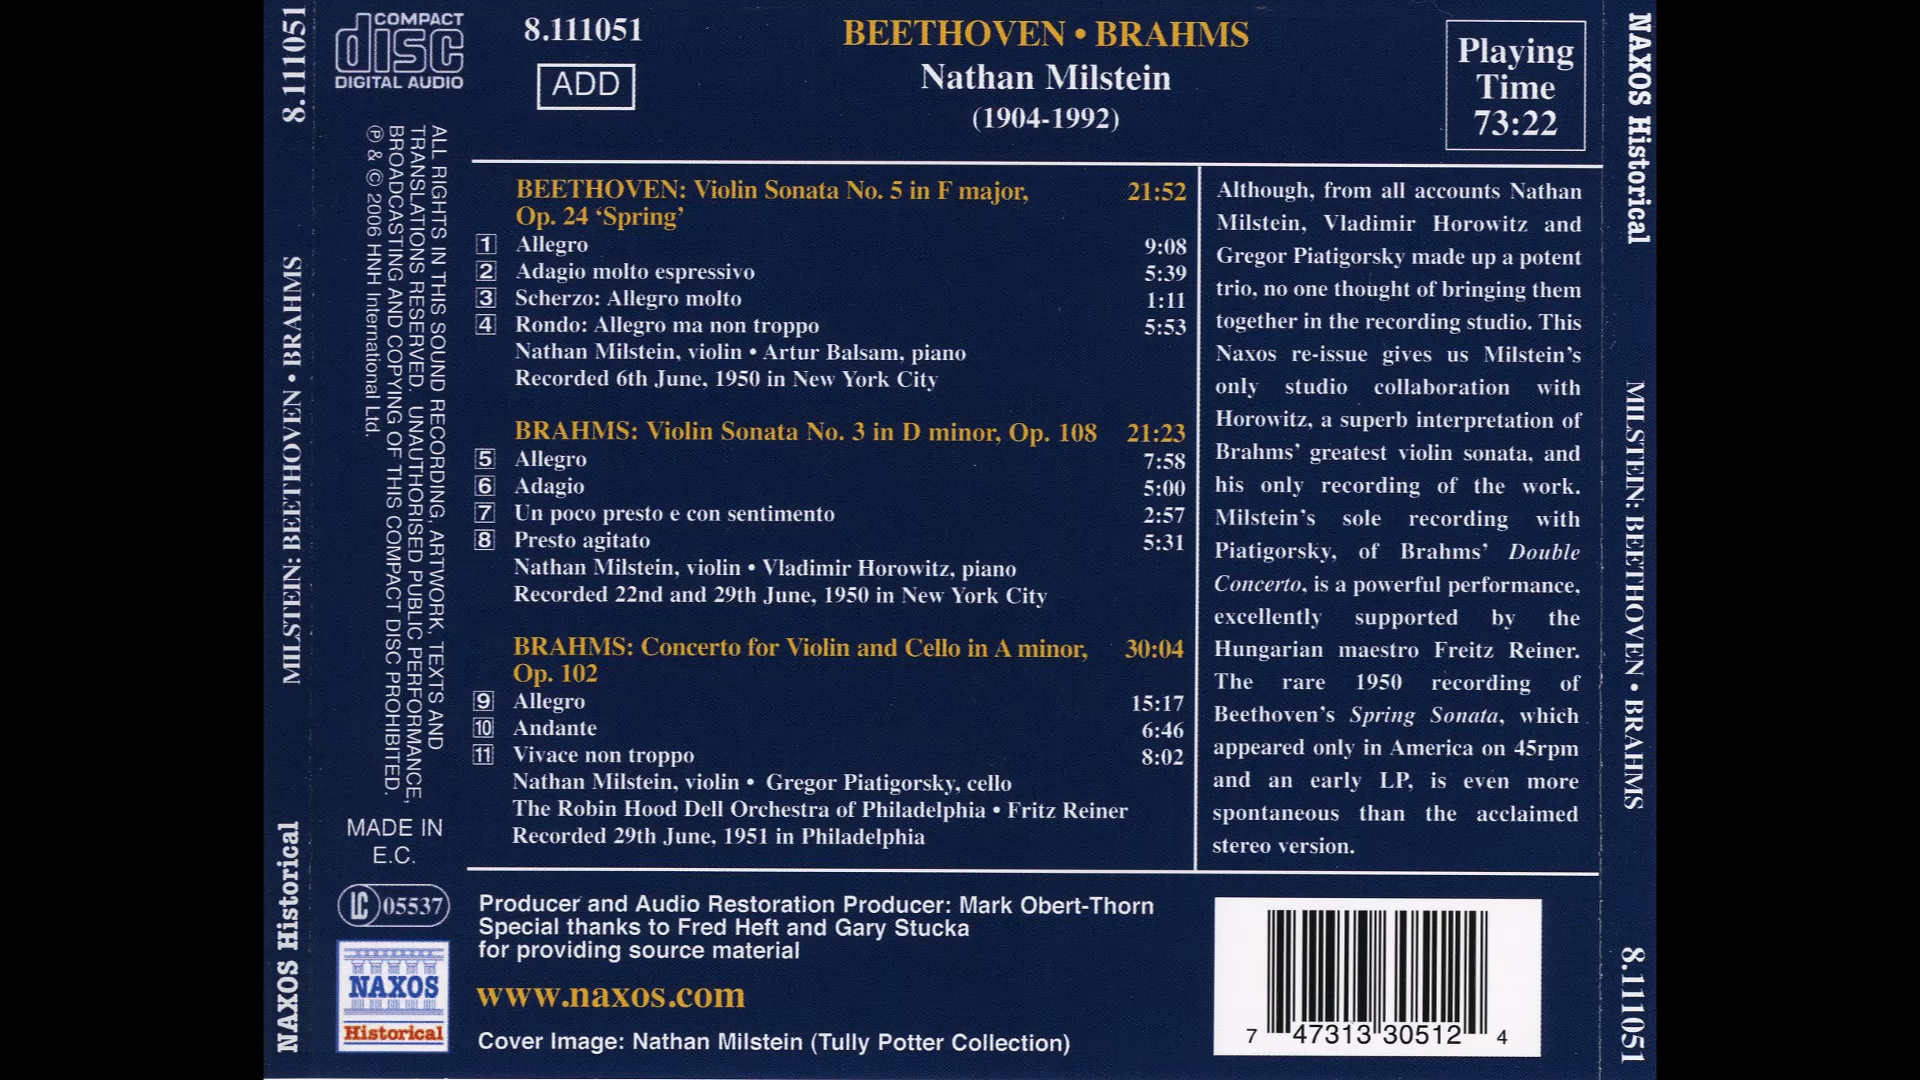 COMPACT
disc
DIGITAL AUDIO
8.111051
ADD
BEETHOVEN • BRAHMS
Nathan Milstein
(1904-1992)
Playing
Time
73:22
8.111051
MILSTEIN: BEETHOVEN • BRAHMS
NAXOS Historical
ALL RIGHTS IN THIS SOUND RECORDING, ARTWORK, TEXTS AND
TRANSLATIONS RESERVED. UNAUTHORISED PUBLIC PERFORMANCE,
BROADCASTING AND COPYING OF THIS COMPACT DISC PROHIBITED.
℗ & © 2006 HNH International Ltd.
MADE IN
E.C.
LC 05537
NAXOS
Historical
BEETHOVEN: Violin Sonata No. 5 in F major, 21:52
Op. 24 ‘Spring’
1 Allegro 9:08
2 Adagio molto espressivo 5:39
3 Scherzo: Allegro molto 1:11
4 Rondo: Allegro ma non troppo 5:53
Nathan Milstein, violin • Artur Balsam, piano
Recorded 6th June, 1950 in New York City
BRAHMS: Violin Sonata No. 3 in D minor, Op. 108 21:23
5 Allegro 7:58
6 Adagio 5:00
7 Un poco presto e con sentimento 2:57
8 Presto agitato 5:31
Nathan Milstein, violin • Vladimir Horowitz, piano
Recorded 22nd and 29th June, 1950 in New York City
BRAHMS: Concerto for Violin and Cello in A minor, 30:04
Op. 102
9 Allegro 15:17
10 Andante 6:46
11 Vivace non troppo 8:02
Nathan Milstein, violin • Gregor Piatigorsky, cello
The Robin Hood Dell Orchestra of Philadelphia • Fritz Reiner
Recorded 29th June, 1951 in Philadelphia
Although, from all accounts Nathan
Milstein, Vladimir Horowitz and
Gregor Piatigorsky made up a potent
trio, no one thought of bringing them
together in the recording studio. This
Naxos re-issue gives us Milstein’s
only studio collaboration with
Horowitz, a superb interpretation of
Brahms’ greatest violin sonata, and
his only recording of the work.
Milstein’s sole recording with
Piatigorsky, of Brahms’ Double
Concerto, is a powerful performance,
excellently supported by the
Hungarian maestro Freitz Reiner.
The rare 1950 recording of
Beethoven’s Spring Sonata, which
appeared only in America on 45rpm
and an early LP, is even more
spontaneous than the acclaimed
stereo version.
Producer and Audio Restoration Producer: Mark Obert-Thorn
Special thanks to Fred Heft and Gary Stucka
for providing source material
www.naxos.com
Cover Image: Nathan Milstein (Tully Potter Collection)
7 47313 30512 4
NAXOS Historical
MILSTEIN: BEETHOVEN • BRAHMS
8.111051